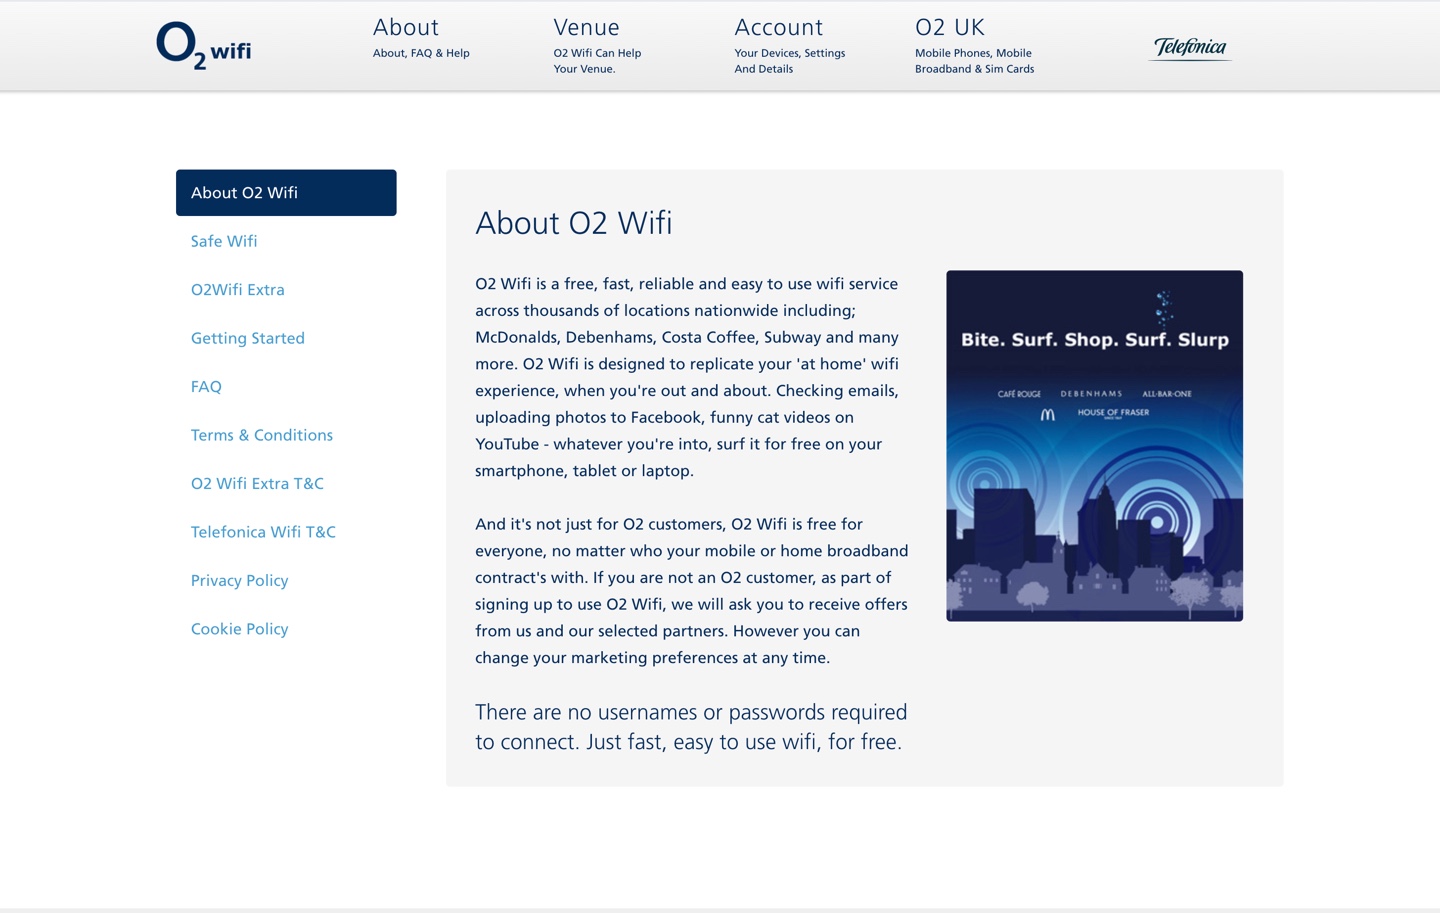 O2 wifi
About
About, FAQ & Help
Venue
O2 Wifi Can Help
Your Venue.
Account
Your Devices, Settings
And Details
O2 UK
Mobile Phones, Mobile
Broadband & Sim Cards
Telefónica
About O2 Wifi
Safe Wifi
O2Wifi Extra
Getting Started
FAQ
Terms & Conditions
O2 Wifi Extra T&C
Telefonica Wifi T&C
Privacy Policy
Cookie Policy
About O2 Wifi
O2 Wifi is a free, fast, reliable and easy to use wifi service
across thousands of locations nationwide including;
McDonalds, Debenhams, Costa Coffee, Subway and many
more. O2 Wifi is designed to replicate your 'at home' wifi
experience, when you're out and about. Checking emails,
uploading photos to Facebook, funny cat videos on
YouTube - whatever you're into, surf it for free on your
smartphone, tablet or laptop.
And it's not just for O2 customers, O2 Wifi is free for
everyone, no matter who your mobile or home broadband
contract's with. If you are not an O2 customer, as part of
signing up to use O2 Wifi, we will ask you to receive offers
from us and our selected partners. However you can
change your marketing preferences at any time.
There are no usernames or passwords required
to connect. Just fast, easy to use wifi, for free.
Bite. Surf. Shop. Surf. Slurp
CAFÉ ROUGE DEBENHAMS ALL·BAR·ONE
M HOUSE OF FRASER